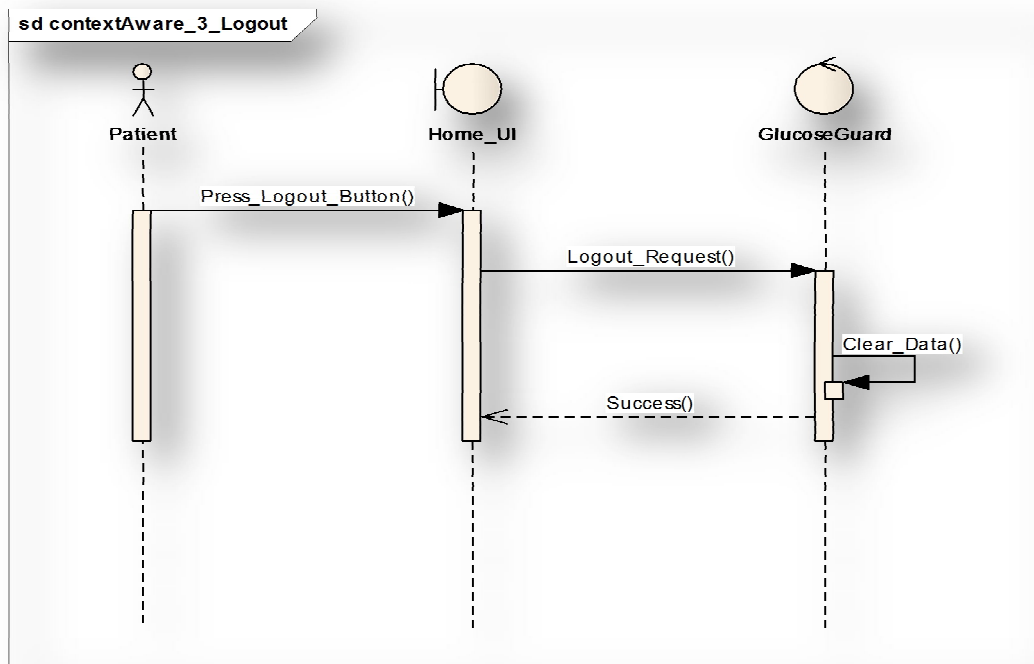 sd contextAware_3_Logout
Patient
Home_UI
GlucoseGuard
Press_Logout_Button()
Logout_Request()
Clear_Data()
Success()